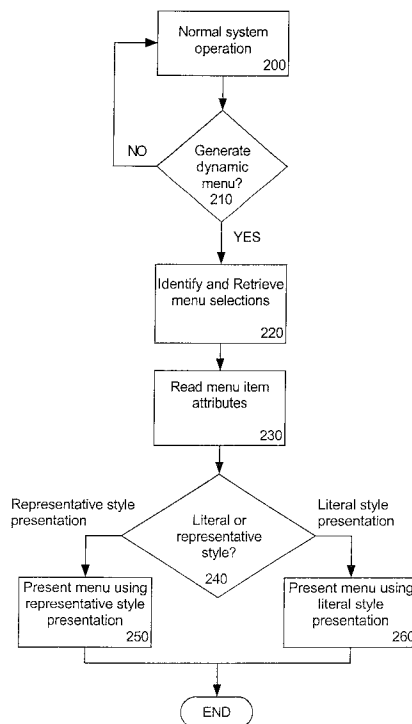 Normal system
operation
200
NO
Generate
dynamic
menu?
210
YES
Identify and Retrieve
menu selections
220
Read menu item
attributes
230
Representative style
presentation
Literal style
presentation
Literal or
representative
style?
240
Present menu using
representative style
presentation
250
Present menu using
literal style
presentation
260
END